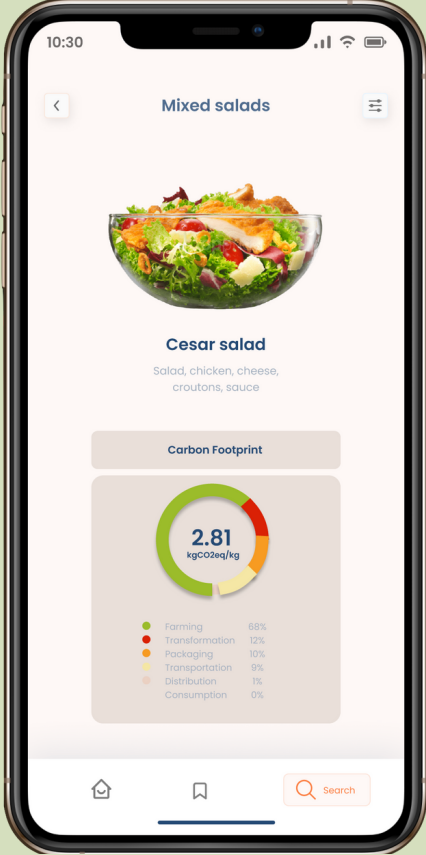 10:30
Mixed salads
Cesar salad
Salad, chicken, cheese,
croutons, sauce
Carbon Footprint
2.81
kgCO2eq/kg
Farming 68%
Transformation 12%
Packaging 10%
Transportation 9%
Distribution 1%
Consumption 0%
Search